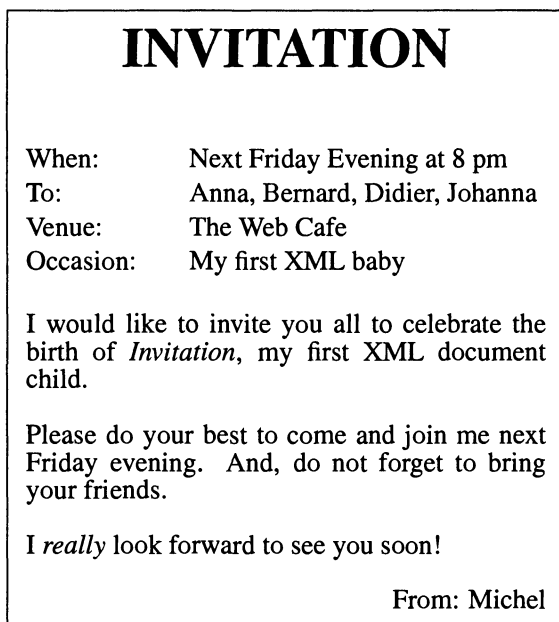 INVITATION
When: Next Friday Evening at 8 pm
To: Anna, Bernard, Didier, Johanna
Venue: The Web Cafe
Occasion: My first XML baby
I would like to invite you all to celebrate the
birth of Invitation, my first XML document
child.
Please do your best to come and join me next
Friday evening. And, do not forget to bring
your friends.
I really look forward to see you soon!
From: Michel